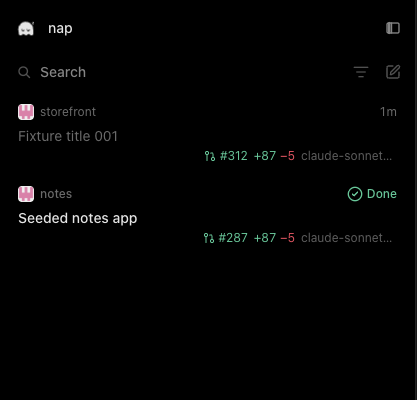 nap
Search
storefront 1m
Fixture title 001
#312 +87 −5 claude-sonnet...
notes Done
Seeded notes app
#287 +87 −5 claude-sonnet...